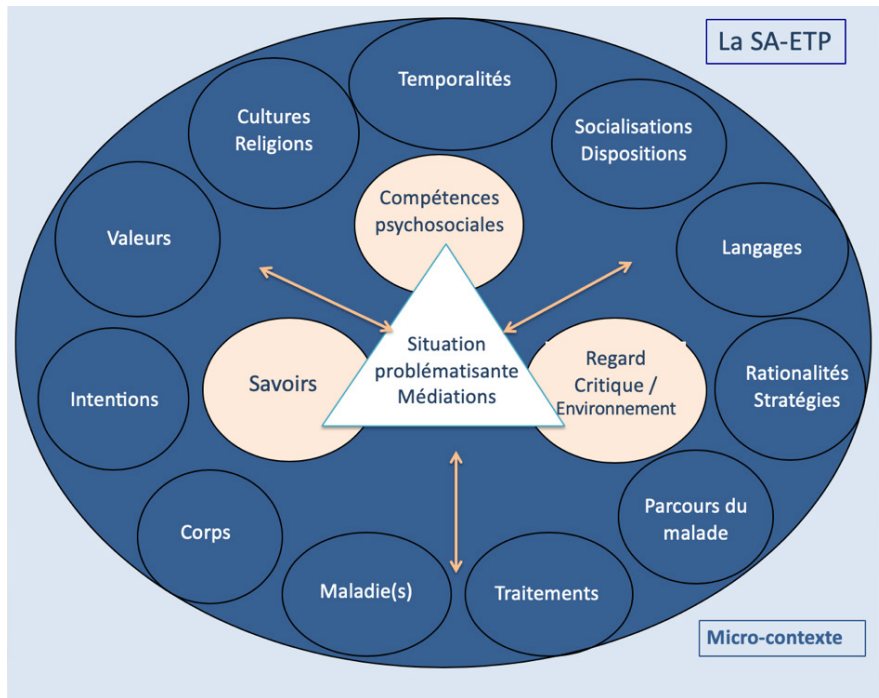 La SA-ETP
Temporalités
Cultures
Religions
Socialisations
Dispositions
Compétences
psychosociales
Valeurs
Langages
Situation
problématisante
Médiations
Savoirs
Regard
Critique /
Environnement
Intentions
Rationalités
Stratégies
Corps
Parcours du
malade
Maladie(s)
Traitements
Micro-contexte